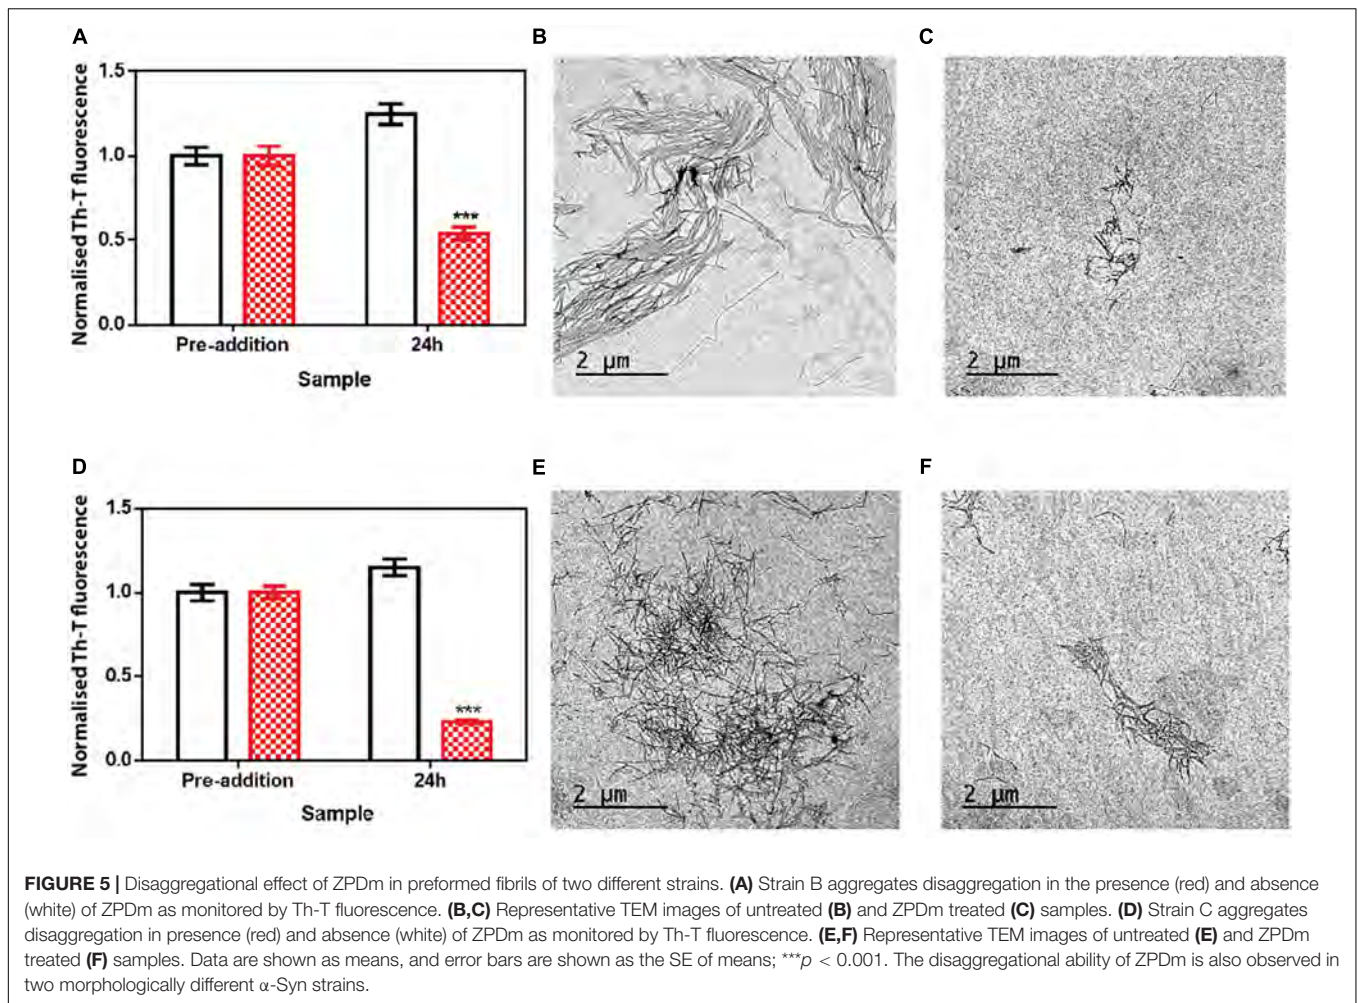 A
Normalised Th-T fluorescence
1.5
1.0
0.5
0.0
***
Pre-addition
24h
Sample
B
2 µm
C
2 µm
D
Normalised Th-T fluorescence
1.5
1.0
0.5
0.0
***
Pre-addition
24h
Sample
E
2 µm
F
2 µm
FIGURE 5 | Disaggregational effect of ZPDm in preformed fibrils of two different strains. (A) Strain B aggregates disaggregation in the presence (red) and absence
(white) of ZPDm as monitored by Th-T fluorescence. (B,C) Representative TEM images of untreated (B) and ZPDm treated (C) samples. (D) Strain C aggregates
disaggregation in presence (red) and absence (white) of ZPDm as monitored by Th-T fluorescence. (E,F) Representative TEM images of untreated (E) and ZPDm
treated (F) samples. Data are shown as means, and error bars are shown as the SE of means; ***p < 0.001. The disaggregational ability of ZPDm is also observed in
two morphologically different α-Syn strains.